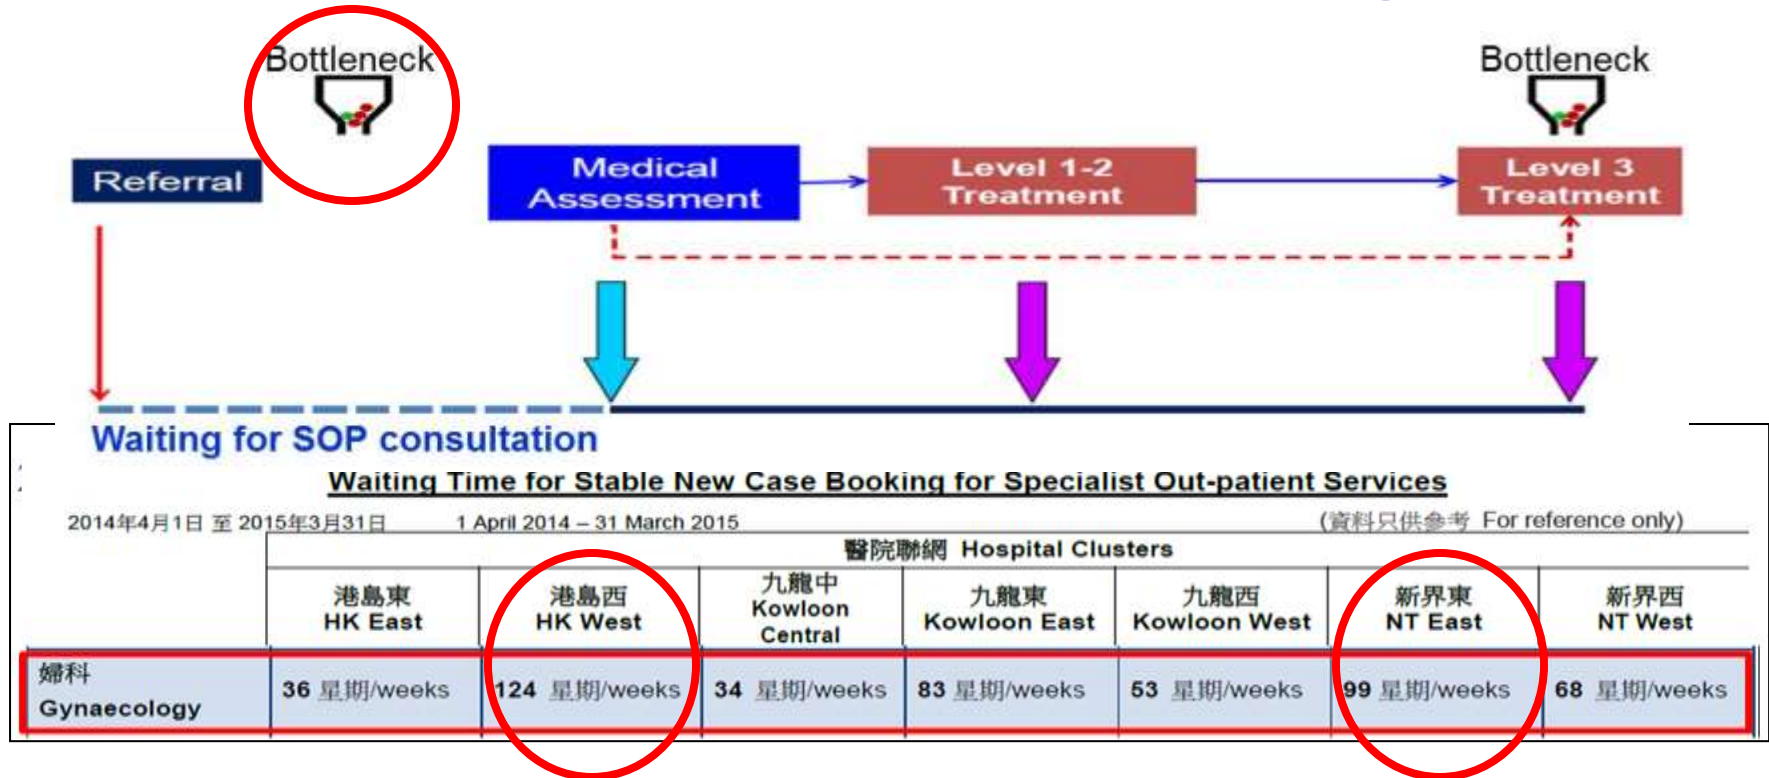 Bottleneck
Bottleneck
Referral
Medical
Assessment
Level 1-2
Treatment
Level 3
Treatment
Waiting for SOP consultation
Waiting Time for Stable New Case Booking for Specialist Out-patient Services
2014年4月1日 至 2015年3月31日 1 April 2014 – 31 March 2015 (資料只供參考 For reference only)
醫院聯網 Hospital Clusters
港島東
HK East
港島西
HK West
九龍中
Kowloon
Central
九龍東
Kowloon East
九龍西
Kowloon West
新界東
NT East
新界西
NT West
婦科
Gynaecology
36 星期/weeks
124 星期/weeks
34 星期/weeks
83 星期/weeks
53 星期/weeks
99 星期/weeks
68 星期/weeks